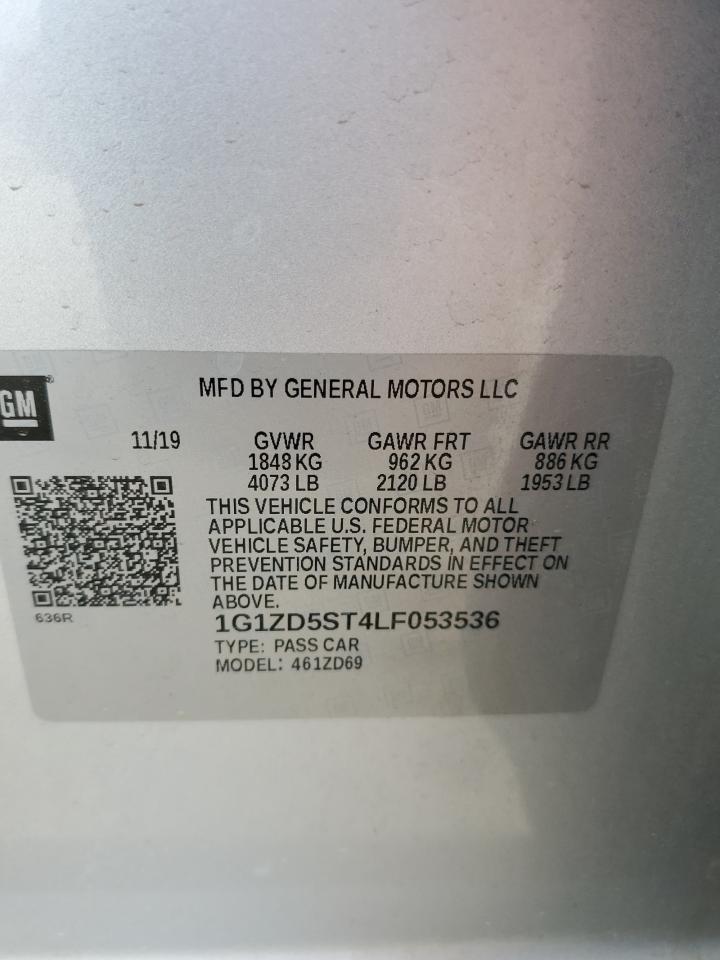 GM
MFD BY GENERAL MOTORS LLC
11/19 GVWR GAWR FRT GAWR RR
1848 KG 962 KG 886 KG
4073 LB 2120 LB 1953 LB
THIS VEHICLE CONFORMS TO ALL
APPLICABLE U.S. FEDERAL MOTOR
VEHICLE SAFETY, BUMPER, AND THEFT
PREVENTION STANDARDS IN EFFECT ON
THE DATE OF MANUFACTURE SHOWN
ABOVE.
636R
1G1ZD5ST4LF053536
TYPE: PASS CAR
MODEL: 461ZD69